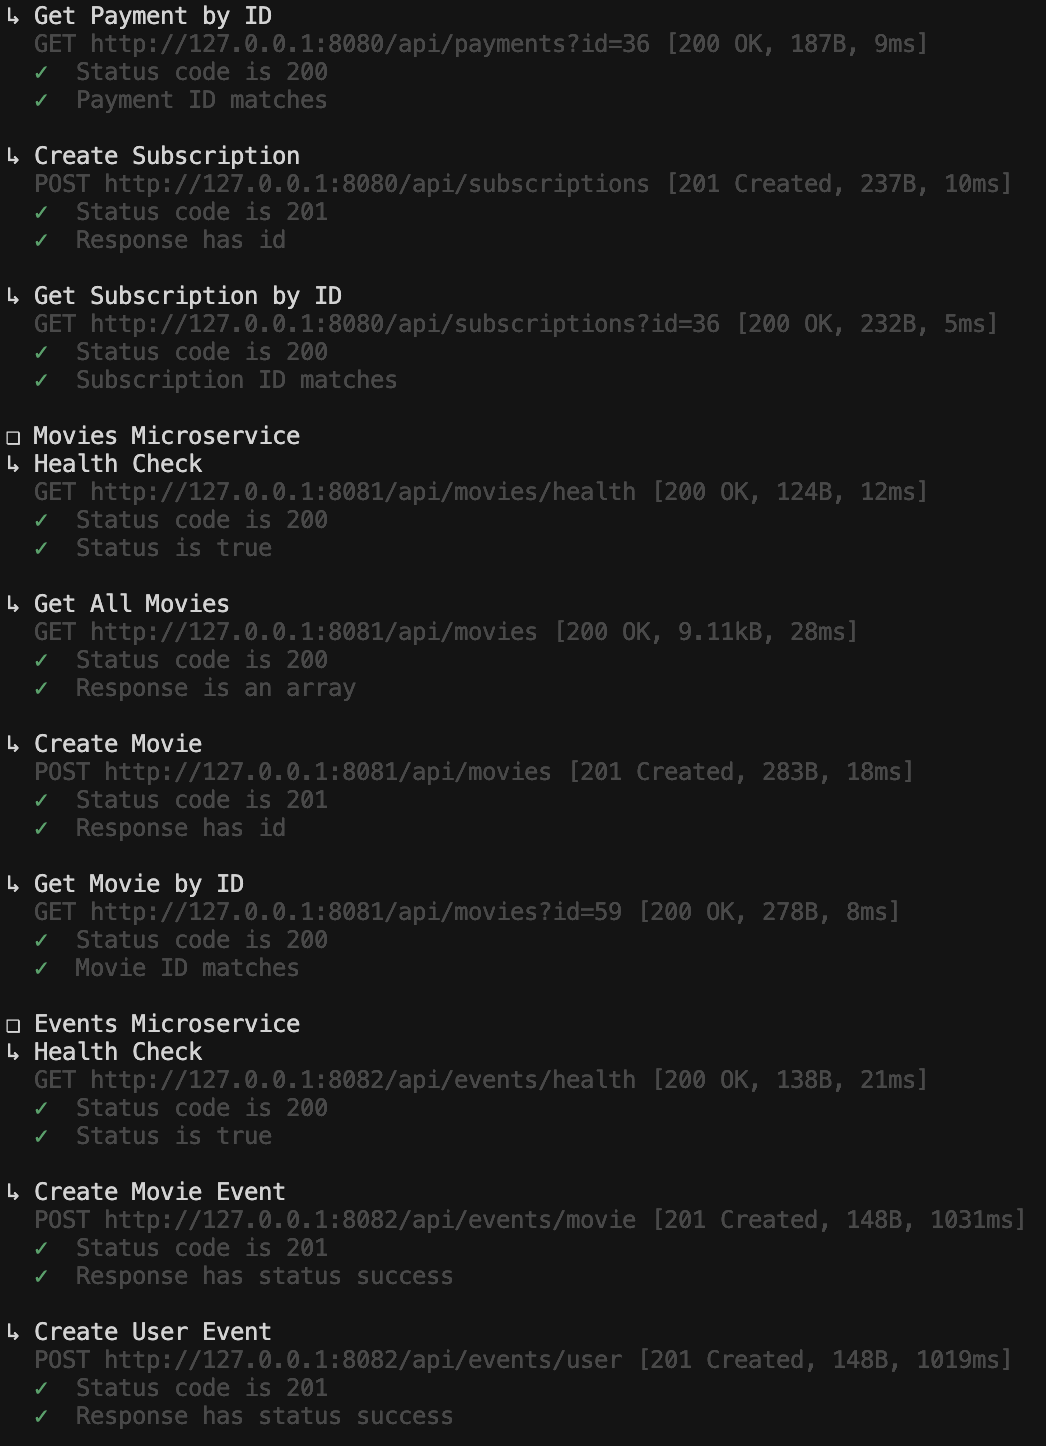 ↳ Get Payment by ID
GET http://127.0.0.1:8080/api/payments?id=36 [200 OK, 187B, 9ms]
✓ Status code is 200
✓ Payment ID matches
↳ Create Subscription
POST http://127.0.0.1:8080/api/subscriptions [201 Created, 237B, 10ms]
✓ Status code is 201
✓ Response has id
↳ Get Subscription by ID
GET http://127.0.0.1:8080/api/subscriptions?id=36 [200 OK, 232B, 5ms]
✓ Status code is 200
✓ Subscription ID matches
❏ Movies Microservice
↳ Health Check
GET http://127.0.0.1:8081/api/movies/health [200 OK, 124B, 12ms]
✓ Status code is 200
✓ Status is true
↳ Get All Movies
GET http://127.0.0.1:8081/api/movies [200 OK, 9.11kB, 28ms]
✓ Status code is 200
✓ Response is an array
↳ Create Movie
POST http://127.0.0.1:8081/api/movies [201 Created, 283B, 18ms]
✓ Status code is 201
✓ Response has id
↳ Get Movie by ID
GET http://127.0.0.1:8081/api/movies?id=59 [200 OK, 278B, 8ms]
✓ Status code is 200
✓ Movie ID matches
❏ Events Microservice
↳ Health Check
GET http://127.0.0.1:8082/api/events/health [200 OK, 138B, 21ms]
✓ Status code is 200
✓ Status is true
↳ Create Movie Event
POST http://127.0.0.1:8082/api/events/movie [201 Created, 148B, 1031ms]
✓ Status code is 201
✓ Response has status success
↳ Create User Event
POST http://127.0.0.1:8082/api/events/user [201 Created, 148B, 1019ms]
✓ Status code is 201
✓ Response has status success